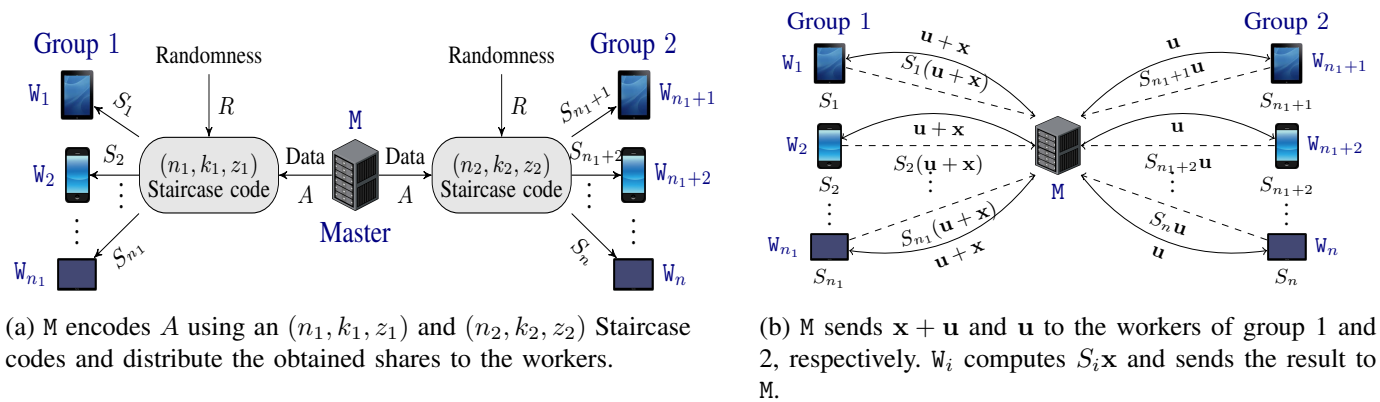 Group 1
Randomness
Randomness
Group 2
W₁
S₁
R
M
R
Sₙ₁₊₁
Wₙ₁₊₁
W₂
S₂
(n₁, k₁, z₁)
Staircase code
Data
A
Data
A
(n₂, k₂, z₂)
Staircase code
Sₙ₁₊₂
Wₙ₁₊₂
⋮
⋮
⋮
⋮
Master
Wₙ₁
Sₙ₁
Sₙ
Wₙ
(a) M encodes A using an (n₁, k₁, z₁) and (n₂, k₂, z₂) Staircase
codes and distribute the obtained shares to the workers.
Group 1
Group 2
W₁
u + x
S₁(u + x)
u
Sₙ₁₊₁u
Wₙ₁₊₁
S₁
Sₙ₁₊₁
W₂
u + x
S₂(u + x)
u
Sₙ₁₊₂u
Wₙ₁₊₂
S₂
M
Sₙ₁₊₂
⋮
⋮
⋮
⋮
Wₙ₁
Sₙ₁(u + x)
u + x
Sₙu
u
Wₙ
Sₙ₁
Sₙ
(b) M sends x + u and u to the workers of group 1 and
2, respectively. Wᵢ computes Sᵢx and sends the result to
M.